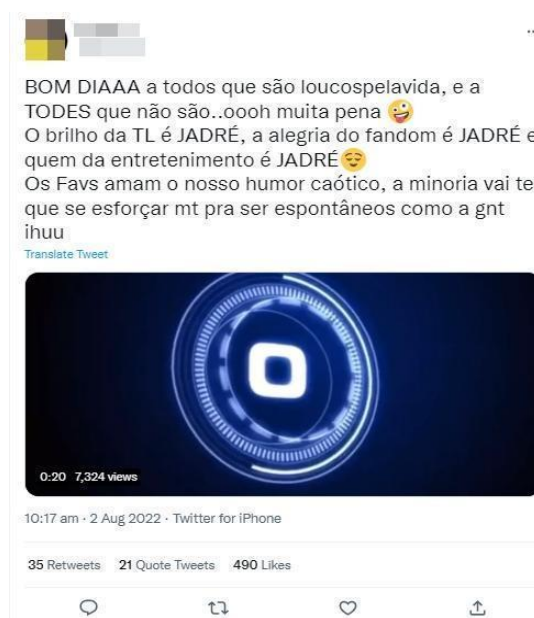 BOM DIAAA a todos que são loucospelavida, e a
TODES que não são..oooh muita pena 🤪
O brilho da TL é JADRÉ, a alegria do fandom é JADRÉ e
quem da entretenimento é JADRÉ😌
Os Favs amam o nosso humor caótico, a minoria vai te
que se esforçar mt pra ser espontâneos como a gnt
ihuu
Translate Tweet
0:20 7,324 views
10:17 am · 2 Aug 2022 · Twitter for iPhone
35 Retweets 21 Quote Tweets 490 Likes